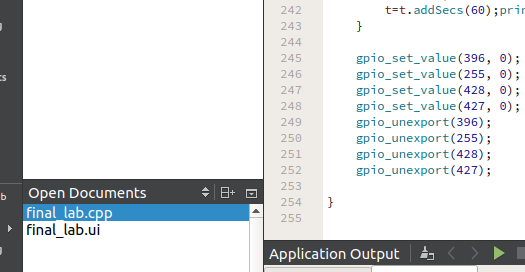 242 t=t.addSecs(60);prin
243 }
244
245 gpio_set_value(396, 0);
246 gpio_set_value(255, 0);
247 gpio_set_value(428, 0);
248 gpio_set_value(427, 0);
249 gpio_unexport(396);
250 gpio_unexport(255);
251 gpio_unexport(428);
252 gpio_unexport(427);
253
254 }
255
cts
b
Open Documents
final_lab.cpp
final_lab.ui
Application Output